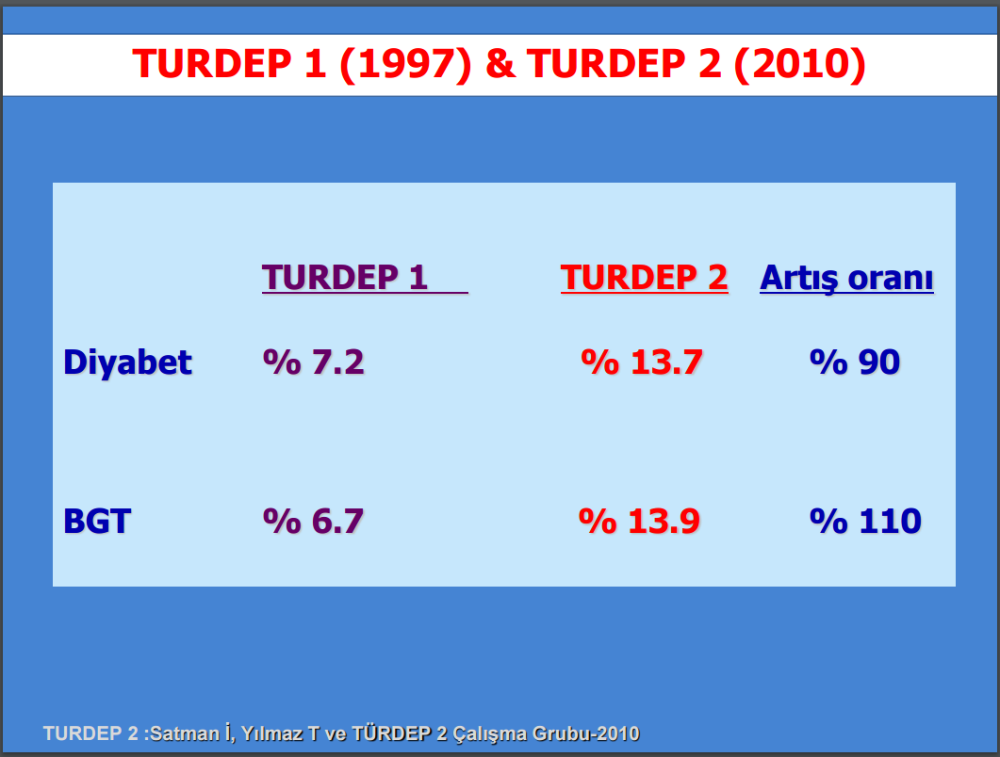 TURDEP 1 (1997) & TURDEP 2 (2010)
TURDEP 1 TURDEP 2 Artış oranı
Diyabet % 7.2 % 13.7 % 90
BGT % 6.7 % 13.9 % 110
TURDEP 2 :Satman İ, Yılmaz T ve TÜRDEP 2 Çalışma Grubu-2010